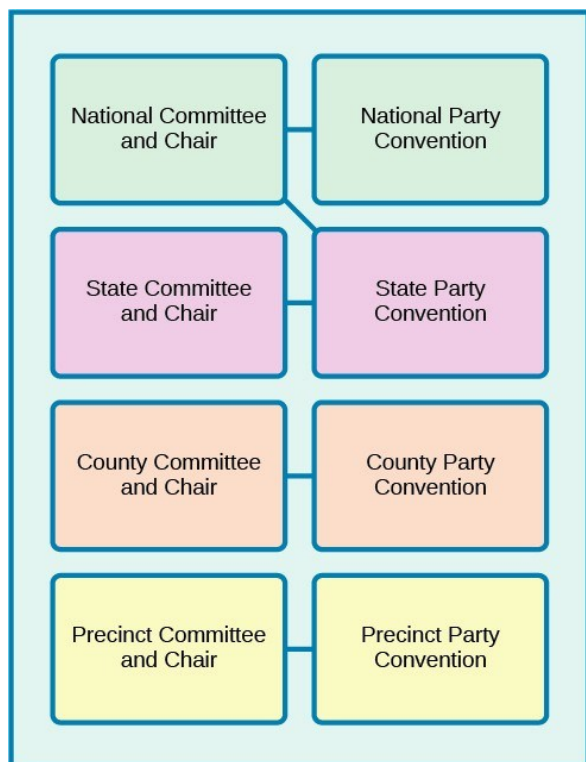 National Committee
and Chair
National Party
Convention
State Committee
and Chair
State Party
Convention
County Committee
and Chair
County Party
Convention
Precinct Committee
and Chair
Precinct Party
Convention